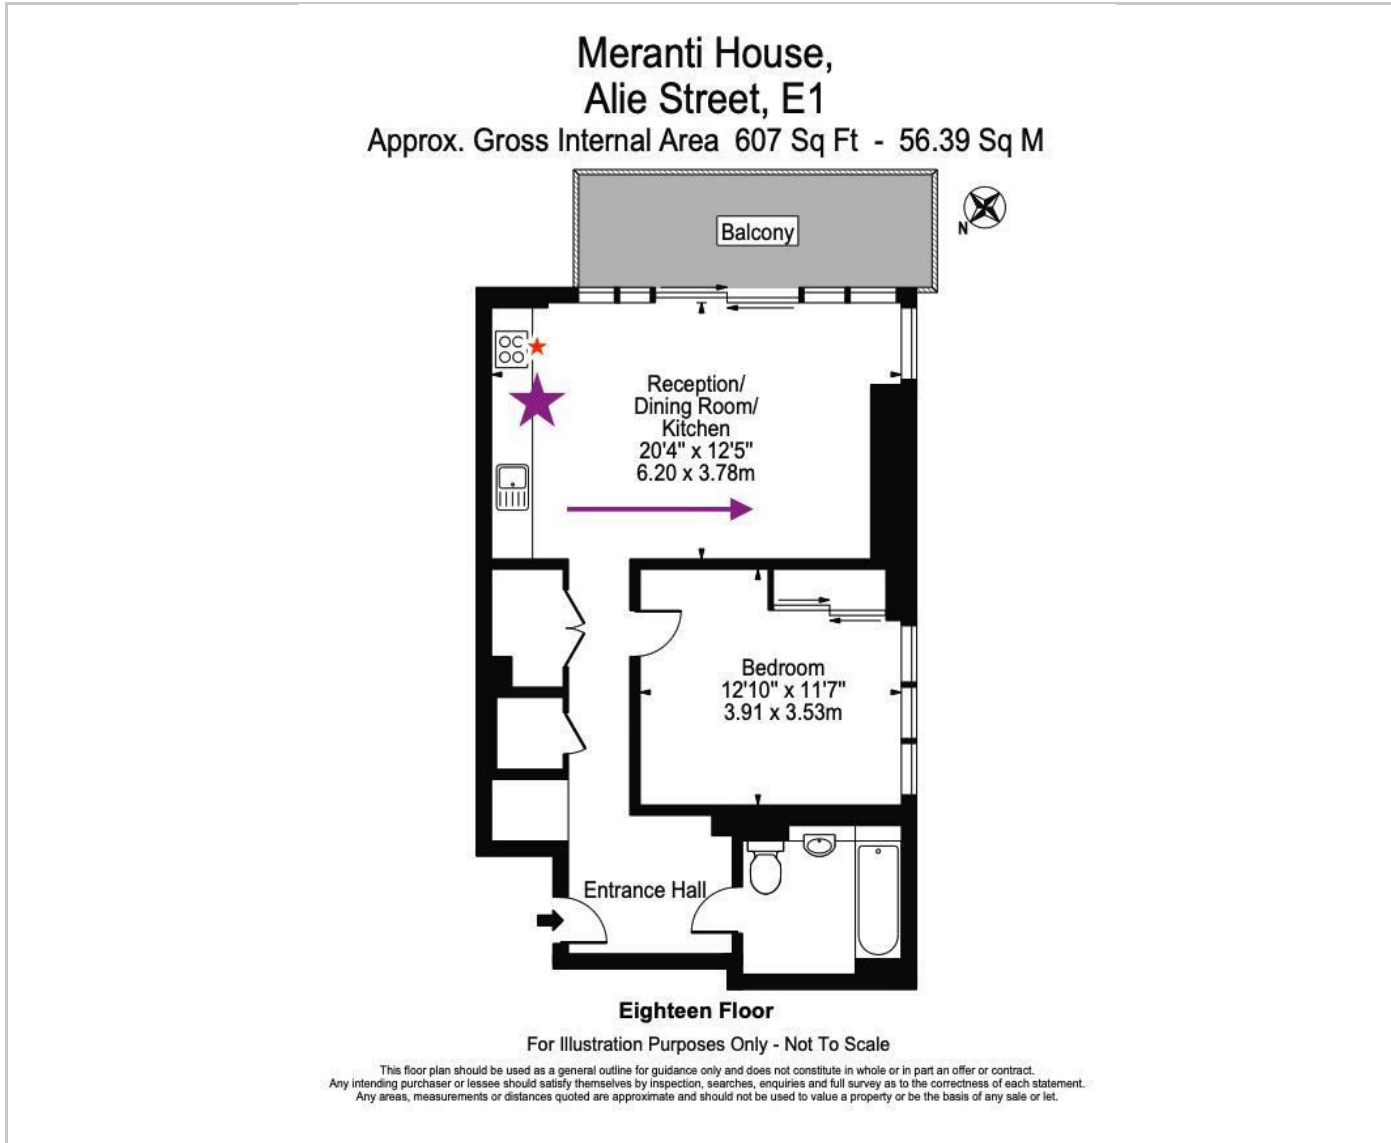 Meranti House,
Alie Street, E1
Approx. Gross Internal Area 607 Sq Ft - 56.39 Sq M
Balcony
N
Reception/
Dining Room/
Kitchen
20'4" x 12'5"
6.20 x 3.78m
Bedroom
12'10" x 11'7"
3.91 x 3.53m
Entrance Hall
Eighteen Floor
For Illustration Purposes Only - Not To Scale
This floor plan should be used as a general outline for guidance only and does not constitute in whole or in part an offer or contract.
Any intending purchaser or lessee should satisfy themselves by inspection, searches, enquiries and full survey as to the correctness of each statement.
Any areas, measurements or distances quoted are approximate and should not be used to value a property or be the basis of any sale or let.